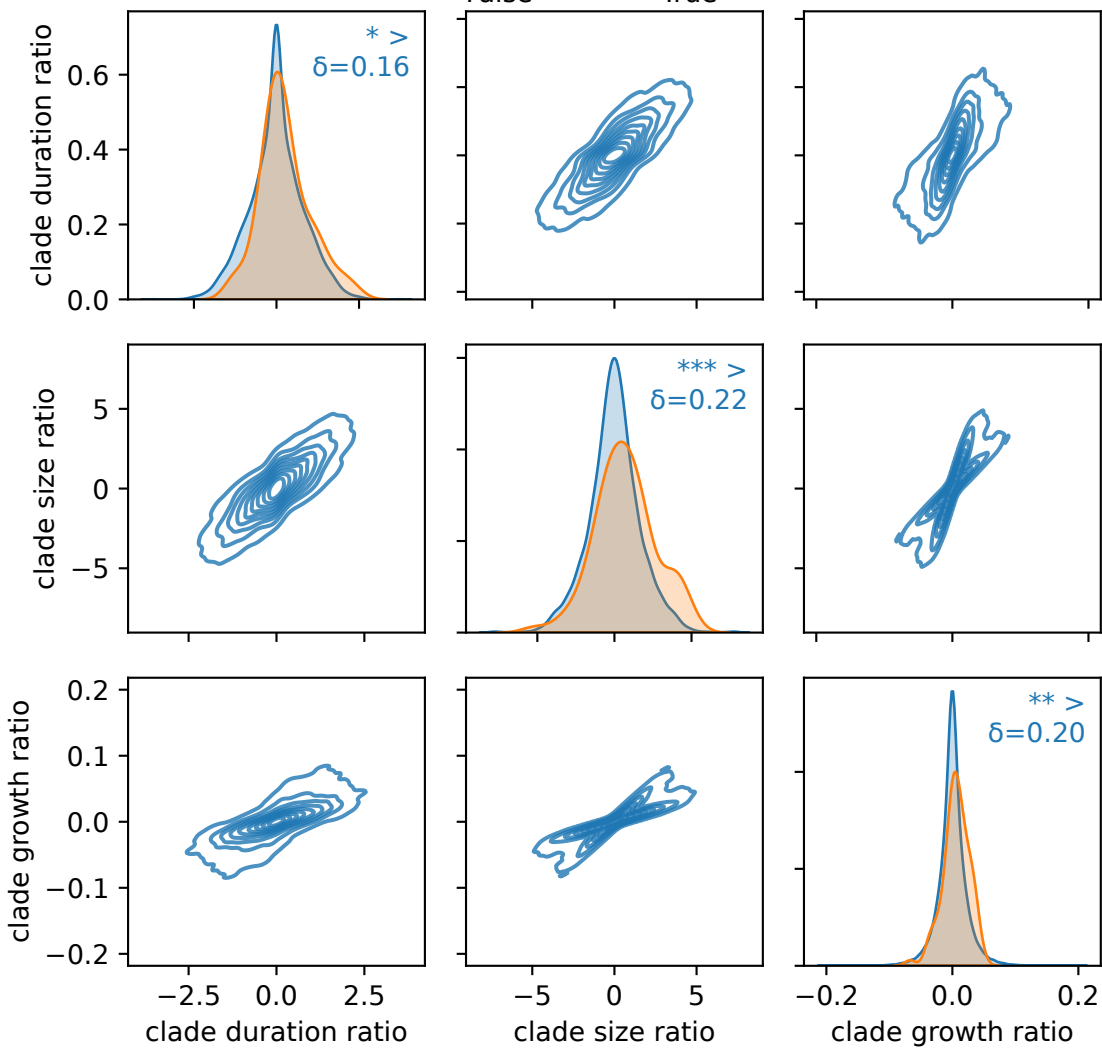 False True
clade duration ratio
0.6
0.4
0.2
0.0
* >
δ=0.16
clade size ratio
5
0
−5
*** >
δ=0.22
clade growth ratio
0.2
0.1
0.0
−0.1
−0.2
** >
δ=0.20
−2.5 0.0 2.5
−5 0 5
−0.2 0.0 0.2
clade duration ratio
clade size ratio
clade growth ratio